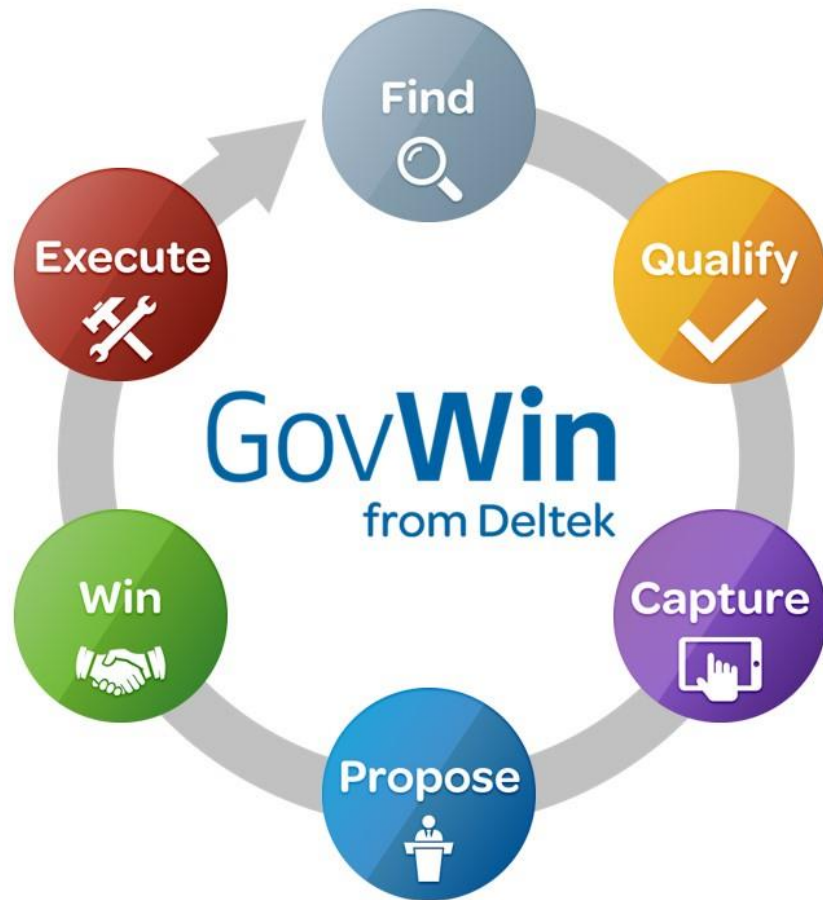 Find
Qualify
Capture
Propose
Win
Execute
GovWin
from Deltek